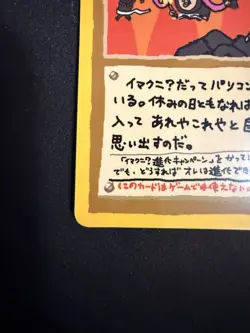 イマクニ?だってパソコン
いる。休みの日ともなれば
入って あれやこれやと
思い出すのだ。
「イマクニ?進化キャンペーン」をかってい
でも、どうすれば オレは進化でき
(このカードはゲームでは使えない